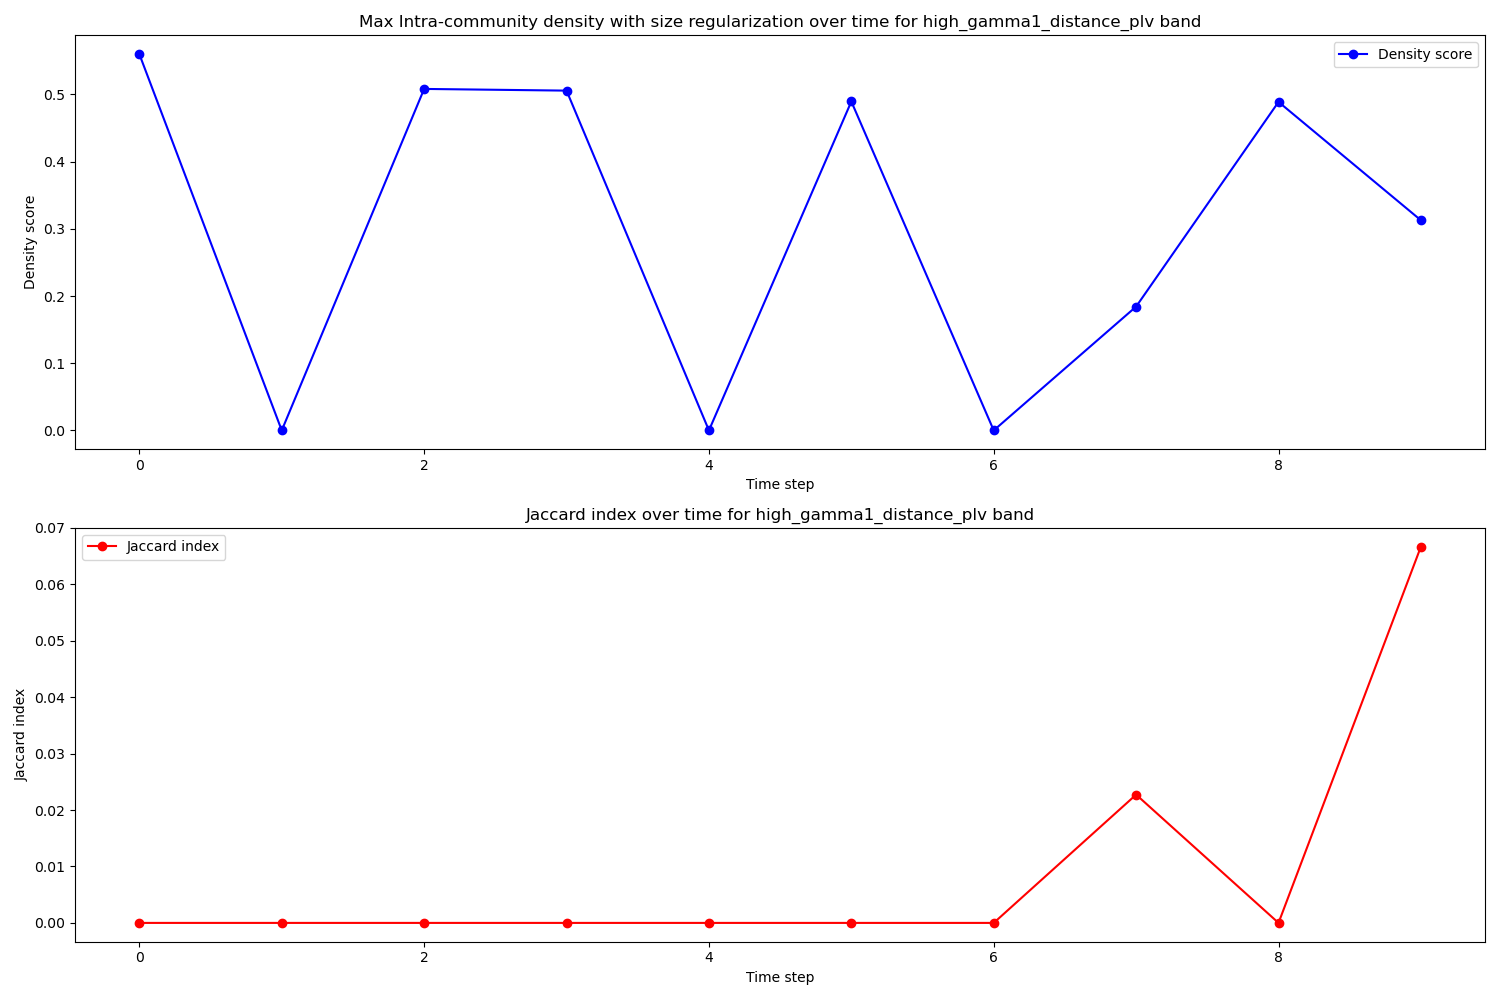 Max Intra-community density with size regularization over time for high_gamma1_distance_plv band
Density score
0.5
0.4
0.3
0.2
0.1
0.0
Density score
0 2 4 6 8
Time step
Jaccard index over time for high_gamma1_distance_plv band
Jaccard index
0.07
0.06
0.05
0.04
0.03
0.02
0.01
0.00
Jaccard index
0 2 4 6 8
Time step